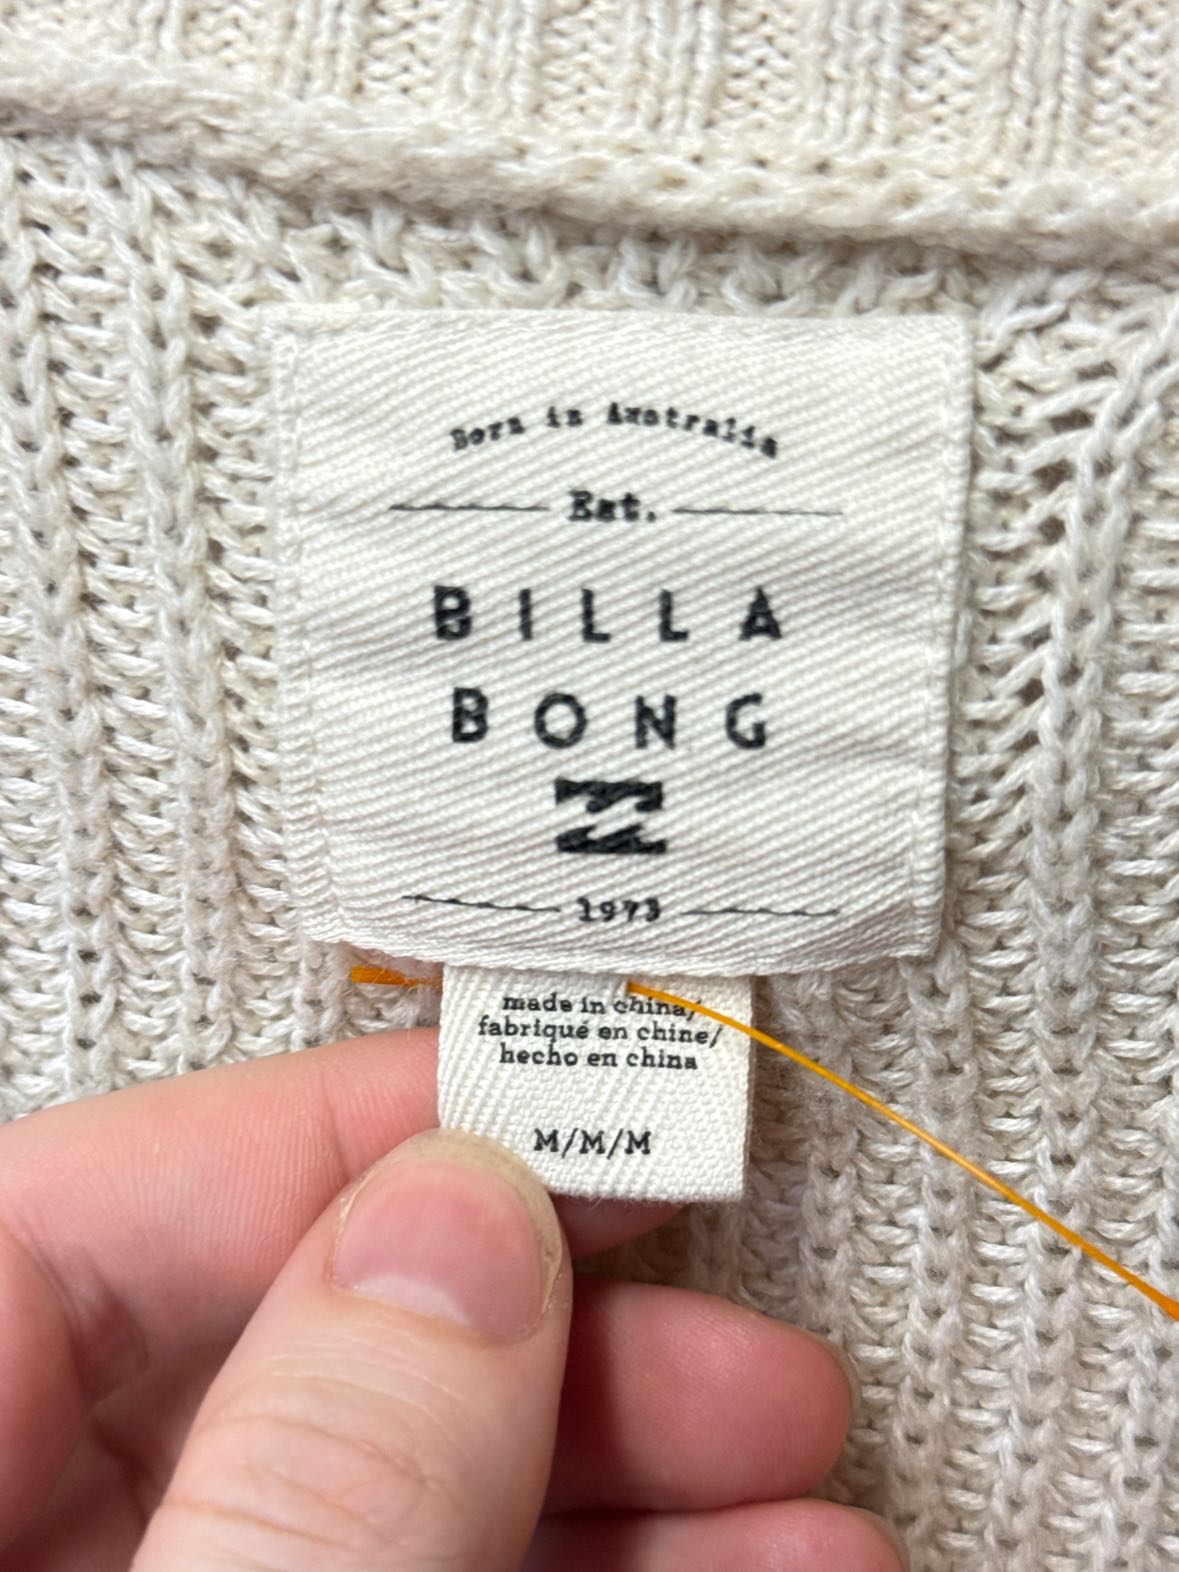 Born in Australia
Est.
BILLA
BONG
1973
made in china/
fabriqué en chine/
hecho en china
M/M/M